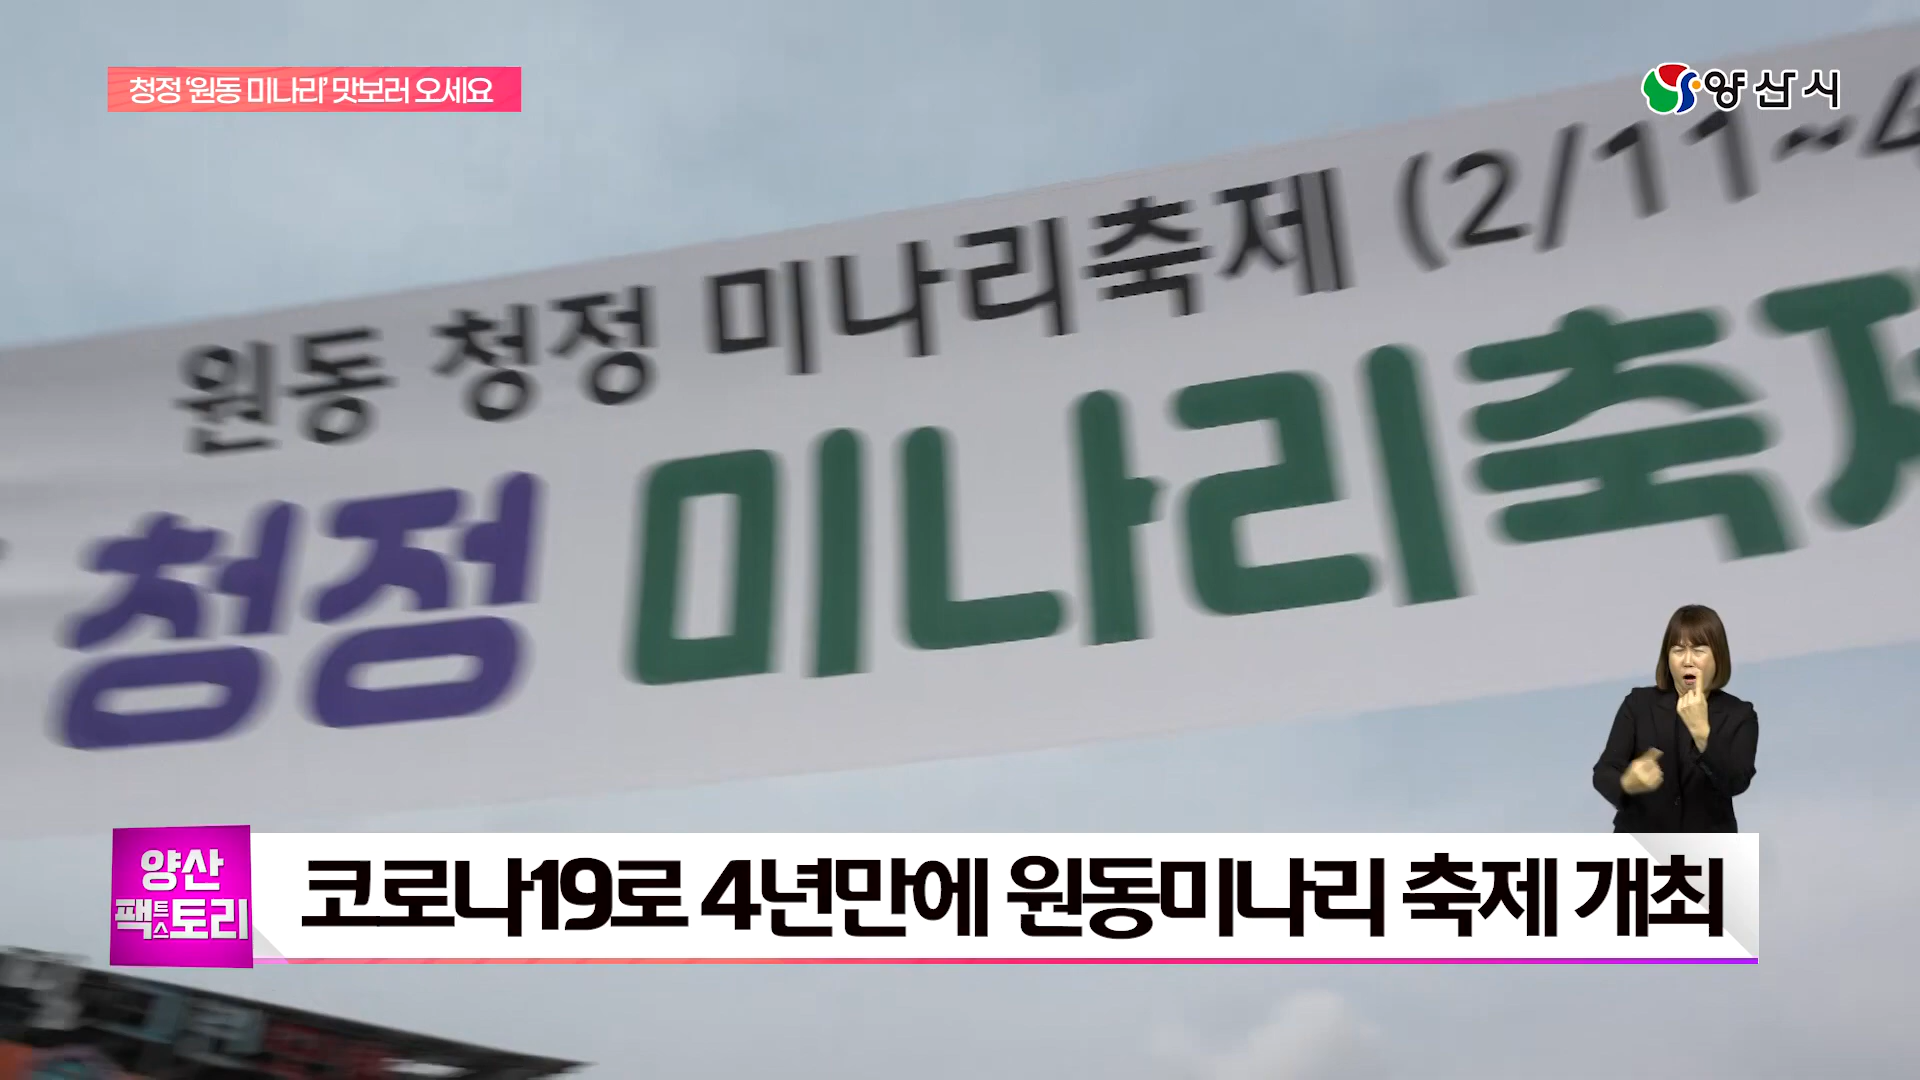 청정 '원동 미나리' 맛보러 오세요
양산시
원동 청정 미나리축제 (2/11~4
청정 미나리축제
양산
팩트스토리
코로나19로 4년만에 원동미나리 축제 개최